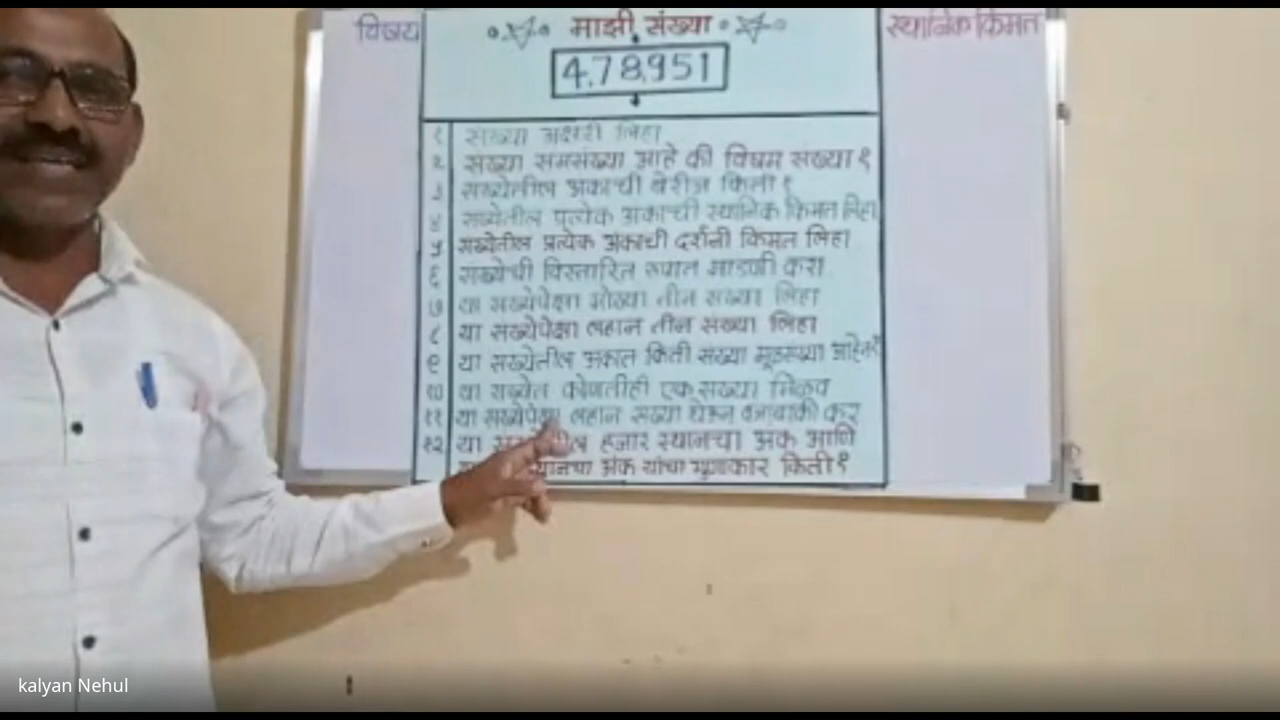 विषय
माझी संख्या
स्थानिक किंमत
4,78,951
१ संख्या अक्षरी लिहा
२ संख्या समसंख्या आहे की विषम संख्या ?
३ संख्येतील अंकाची बेरीज किती ?
४ संख्येतील प्रत्येक अंकाची स्थानिक किंमत लिहा
५ संख्येतील प्रत्येक अंकाची दर्शनी किंमत लिहा
६ संख्येची विस्तारित रुपात मांडणी करा
७ या संख्येपेक्षा मोठ्या तीन संख्या लिहा
८ या संख्येपेक्षा लहान तीन संख्या लिहा
९ या संख्येतील अंकात किती संख्या मूळसंख्या आहेत?
१० या संख्येत कोणतीही एक संख्या मिळव
११ या संख्येपेक्षा लहान संख्या घेऊन वजाबाकी कर
१२ या हजार स्थानचा अंक आणि
अंक यांचा गुणाकार किती ?
kalyan Nehul